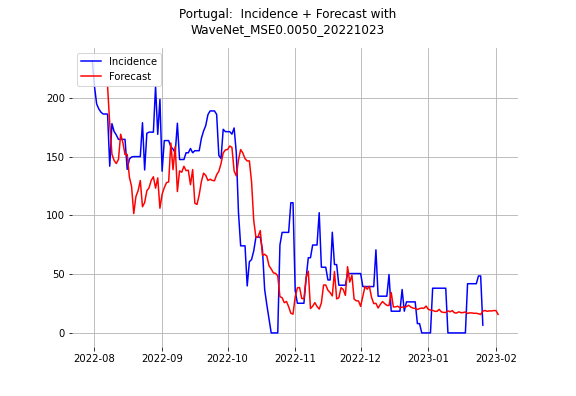 Portugal: Incidence + Forecast with
WaveNet_MSE0.0050_20221023
Incidence
Forecast
200
150
100
50
0
2022-08 2022-09 2022-10 2022-11 2022-12 2023-01 2023-02